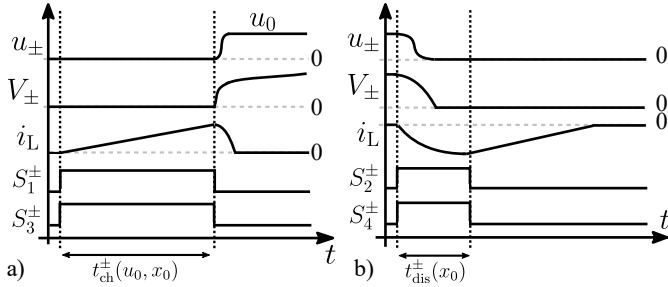 u₀
u±
0
V±
0
i_L
0
S₁^±
S₃^±
t
a)
t_ch^±(u₀, x₀)
u±
0
V±
0
0
i_L
S₂^±
S₄^±
t
b)
t_dis^±(x₀)